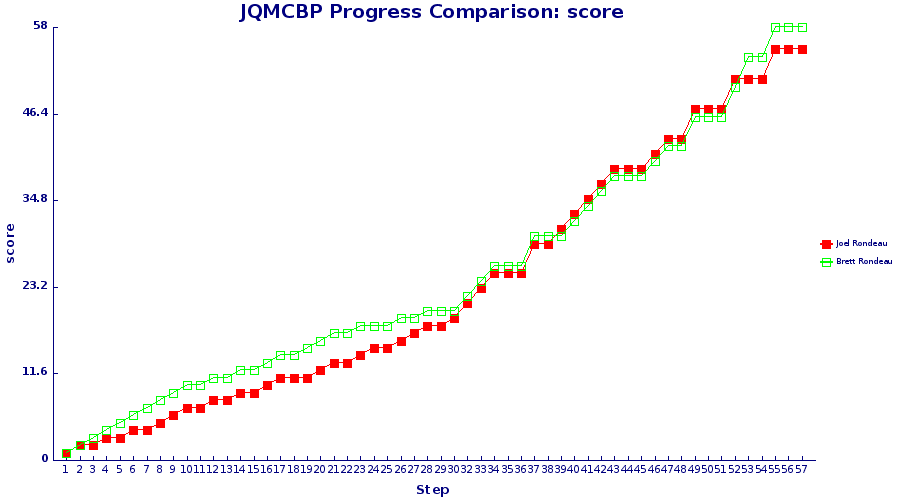 JQMCBP Progress Comparison: score
58
46.4
34.8
23.2
11.6
0
score
1 2 3 4 5 6 7 8 9 10 11 12 13 14 15 16 17 18 19 20 21 22 23 24 25 26 27 28 29 30 31 32 33 34 35 36 37 38 39 40 41 42 43 44 45 46 47 48 49 50 51 52 53 54 55 56 57
Step
Joel Rondeau
Brett Rondeau